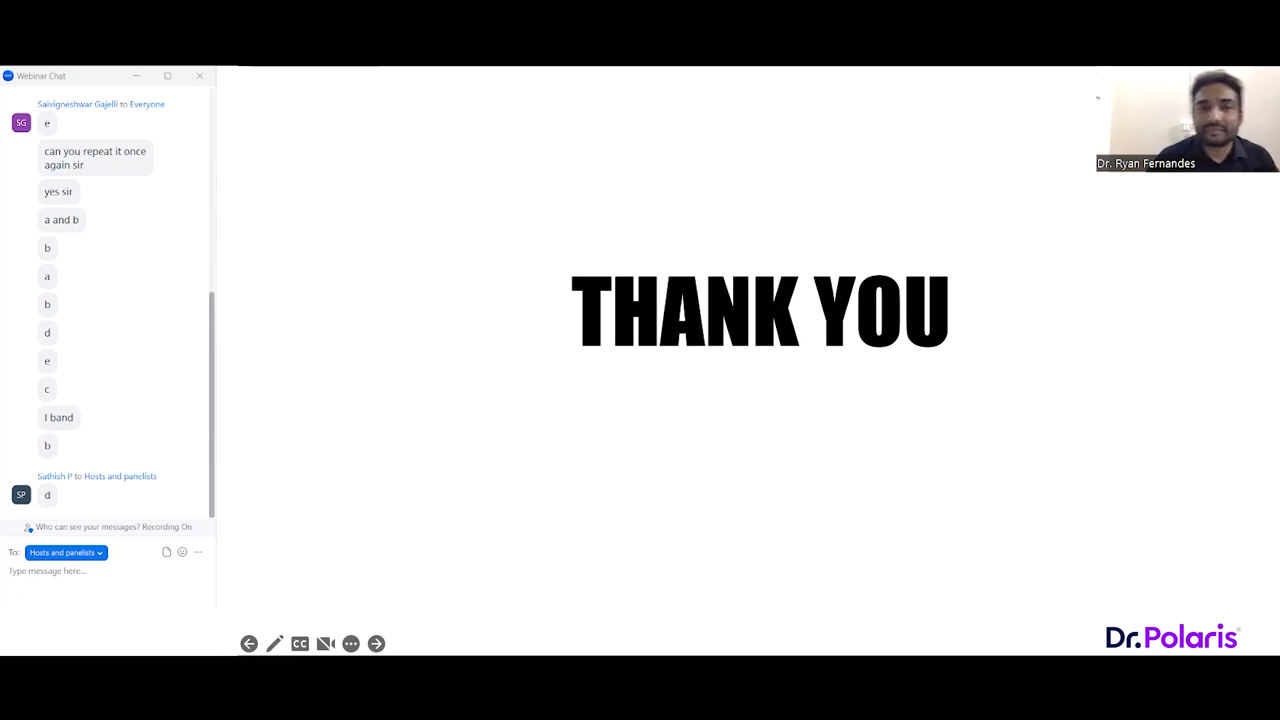 Webinar Chat
Saivigneshwar Gajelli to Everyone
SG
e
can you repeat it once
again sir
yes sir
a and b
b
a
b
d
e
c
I band
b
Sathish P to Hosts and panelists
SP
d
Who can see your messages? Recording On
To: Hosts and panelists
Type message here...
Dr. Ryan Fernandes
THANK YOU
CC
Dr.Polaris